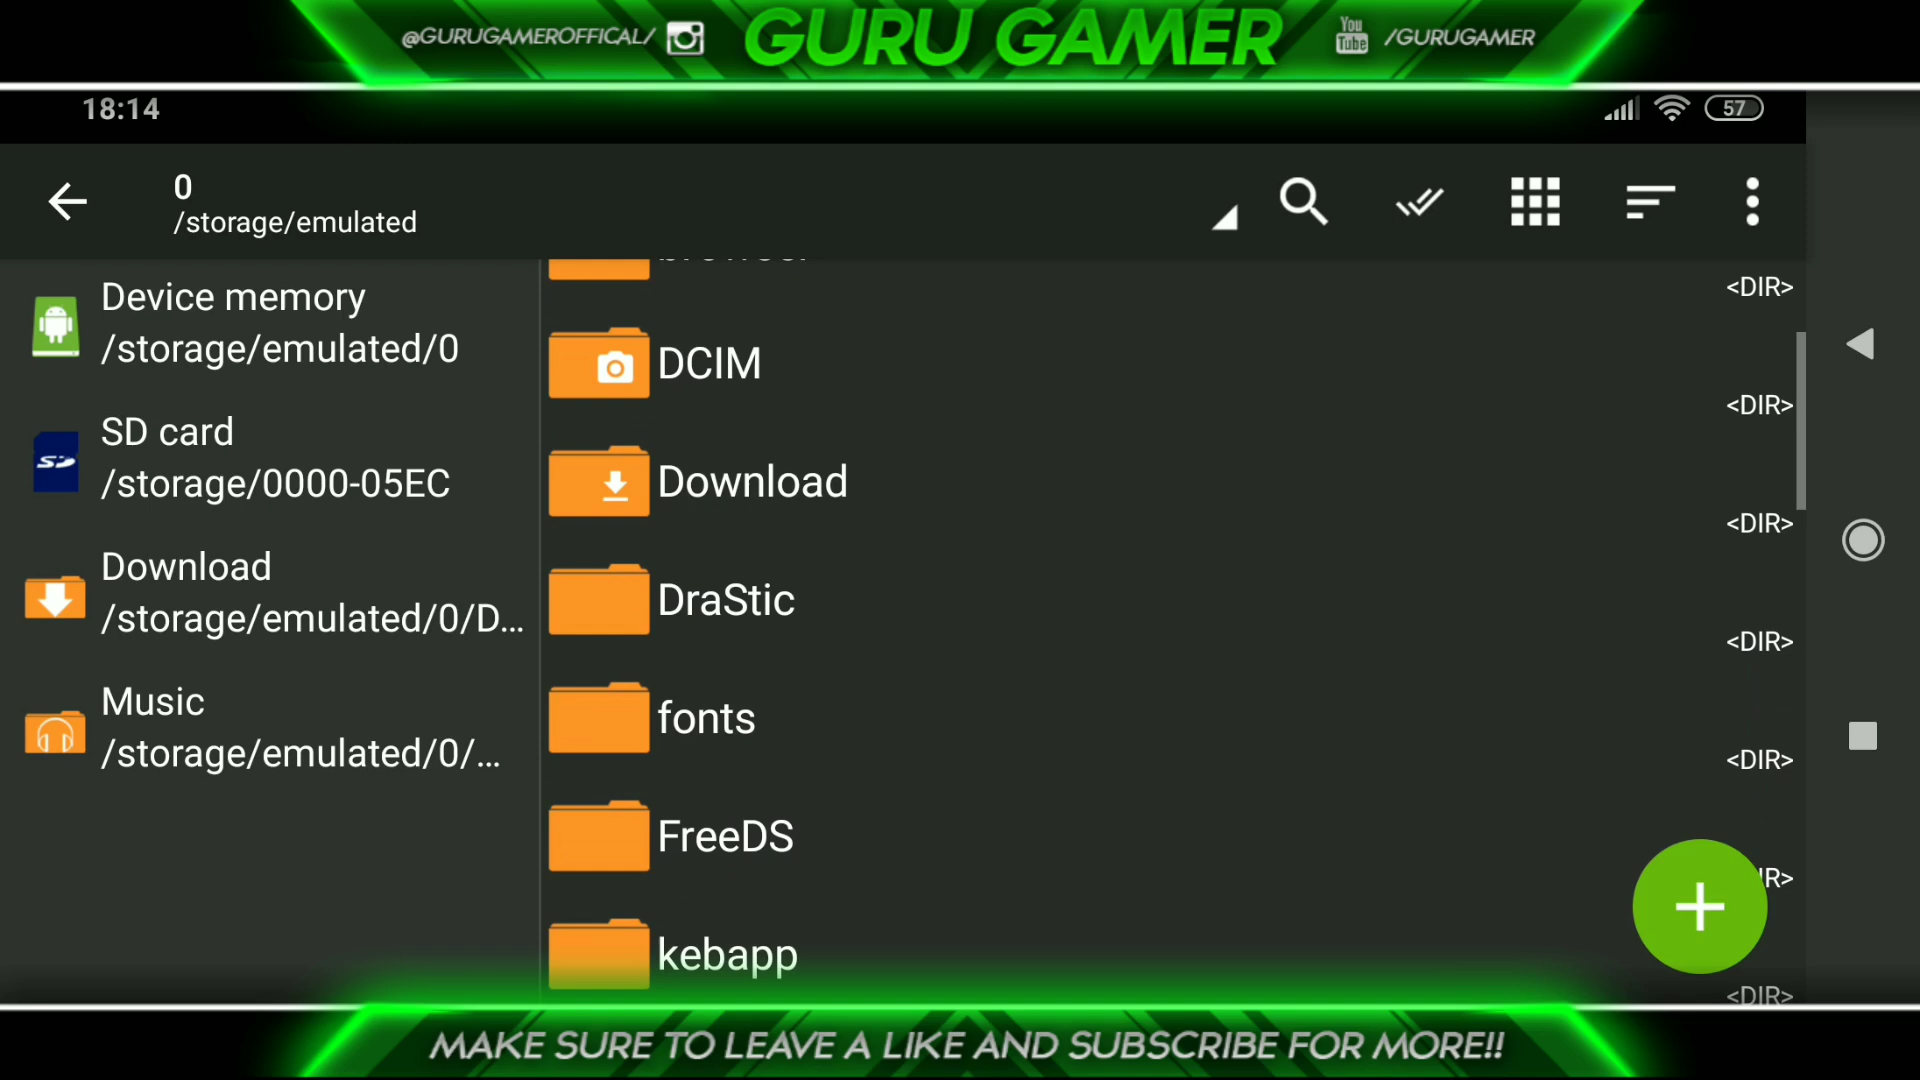 @GURUGAMEROFFICAL/
GURU GAMER
You
Tube
/GURUGAMER
18:14
57
0
/storage/emulated
Device memory
/storage/emulated/0
SD card
/storage/0000-05EC
Download
/storage/emulated/0/D...
Music
/storage/emulated/0/...
<DIR>
DCIM
<DIR>
Download
<DIR>
DraStic
<DIR>
fonts
<DIR>
FreeDS
kebapp
<DIR>
MAKE SURE TO LEAVE A LIKE AND SUBSCRIBE FOR MORE!!